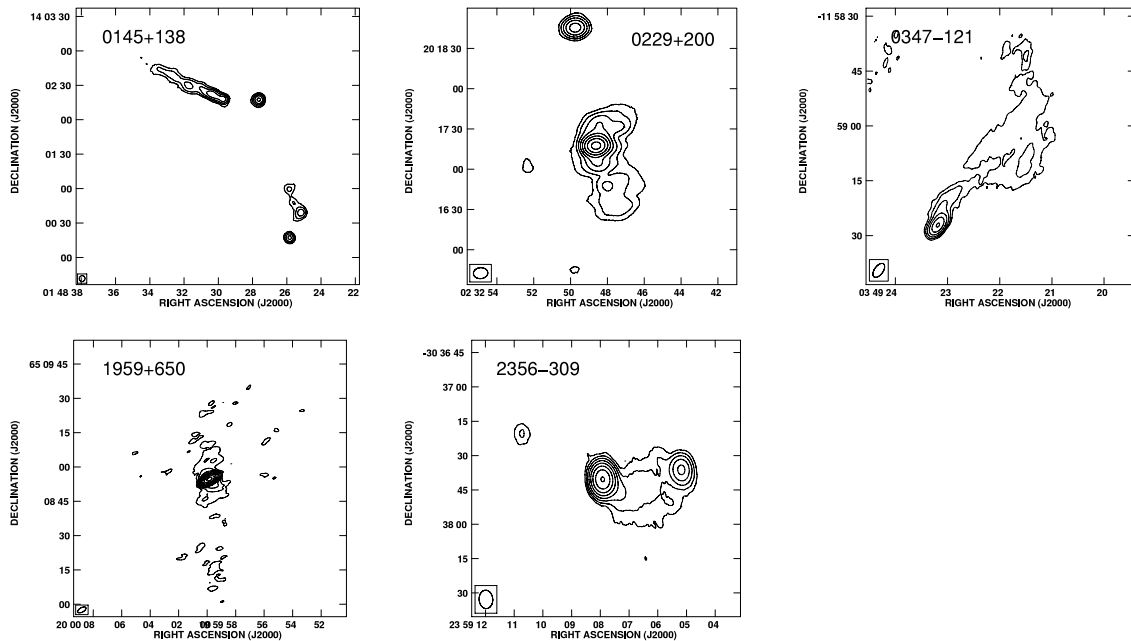 14 03 30
00
02 30
00
01 30
00
00 30
00
0145+138
DECLINATION (J2000)
01 48 38 36 34 32 30 28 26 24 22
RIGHT ASCENSION (J2000)
20 18 30
00
17 30
00
16 30
00
0229+200
DECLINATION (J2000)
02 32 54 52 50 48 46 44 42
RIGHT ASCENSION (J2000)
-11 58 30
45
59 00
15
30
0347−121
DECLINATION (J2000)
03 49 24 23 22 21 20
RIGHT ASCENSION (J2000)
65 09 45
30
15
00
08 45
30
15
00
1959+650
DECLINATION (J2000)
20 00 08 06 04 02 00 19 59 58 56 54 52
RIGHT ASCENSION (J2000)
-30 36 45
37 00
15
30
45
38 00
15
30
2356−309
DECLINATION (J2000)
23 59 12 11 10 09 08 07 06 05 04
RIGHT ASCENSION (J2000)